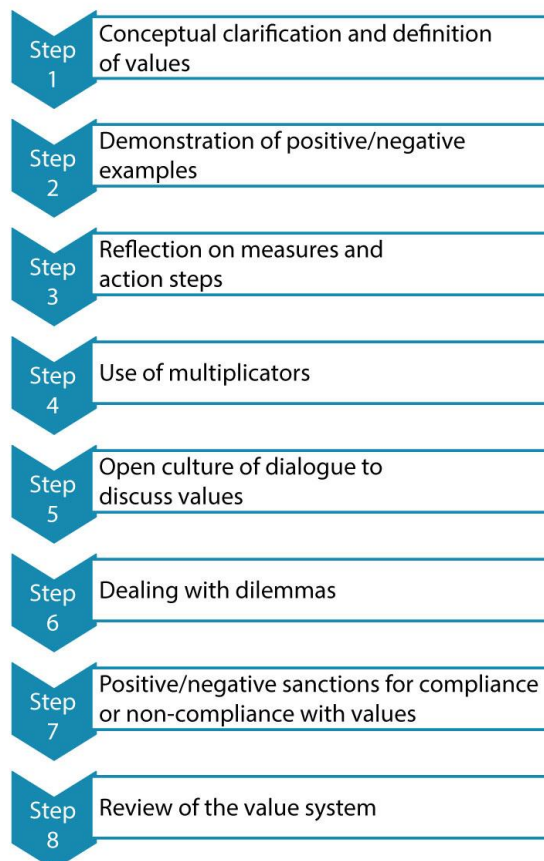 Step
1
Conceptual clarification and definition
of values
Step
2
Demonstration of positive/negative
examples
Step
3
Reflection on measures and
action steps
Step
4
Use of multiplicators
Step
5
Open culture of dialogue to
discuss values
Step
6
Dealing with dilemmas
Step
7
Positive/negative sanctions for compliance
or non-compliance with values
Step
8
Review of the value system